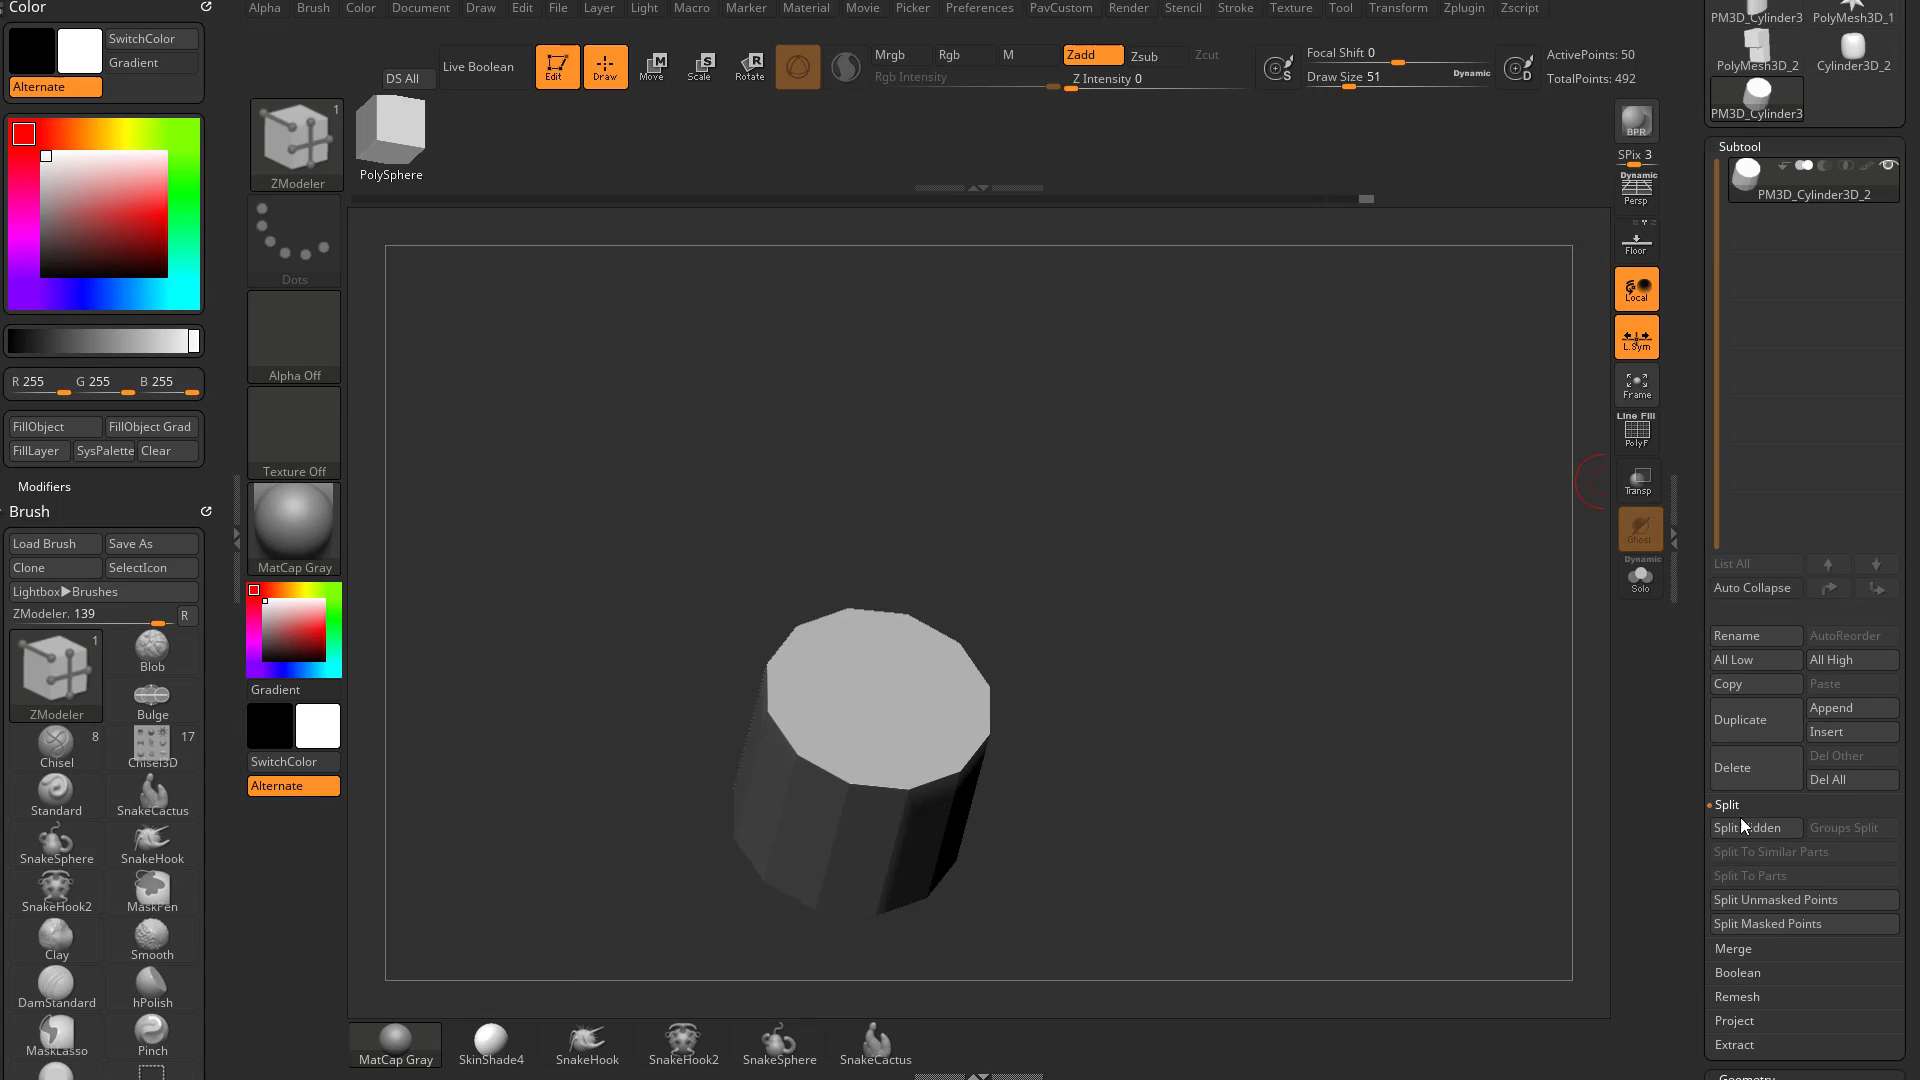 Color
Alpha Brush Color Document Draw Edit File Layer Light Macro Marker Material Movie Picker Preferences PavCustom Render Stencil Stroke Texture Tool Transform Zplugin Zscript
SwitchColor
Gradient
Alternate
R 255 G 255 B 255
FillObject FillObject Grad
FillLayer SysPalette Clear
Modifiers
Brush
Load Brush Save As
Clone SelectIcon
Lightbox▶Brushes
ZModeler. 139 R
1
ZModeler
Blob
Bulge
8
Chisel
17
Chisel3D
Standard SnakeCactus
SnakeSphere SnakeHook
SnakeHook2 MaskPen
Clay Smooth
DamStandard hPolish
MaskLasso Pinch
DS All
Live Boolean
Edit Draw Move Scale Rotate
Mrgb Rgb M
Rgb Intensity
Zadd Zsub Zcut
Z Intensity 0
S
Focal Shift 0
Draw Size 51
Dynamic
D
ActivePoints: 50
TotalPoints: 492
1
ZModeler
PolySphere
Dots
Alpha Off
Texture Off
MatCap Gray
Gradient
SwitchColor
Alternate
MatCap Gray SkinShade4 SnakeHook SnakeHook2 SnakeSphere SnakeCactus
BPR
SPix 3
Dynamic
Persp
Floor
Local
L.Sym
Frame
Line Fill
PolyF
Transp
Ghost
Dynamic
Solo
PM3D_Cylinder3 PolyMesh3D_1
PolyMesh3D_2 Cylinder3D_2
PM3D_Cylinder3
Subtool
PM3D_Cylinder3D_2
List All
Auto Collapse
Rename AutoReorder
All Low All High
Copy Paste
Duplicate Append
Insert
Delete Del Other
Del All
Split
Groups Split
Split To Similar Parts
Split To Parts
Split Unmasked Points
Split Masked Points
Merge
Boolean
Remesh
Project
Extract
Geometry